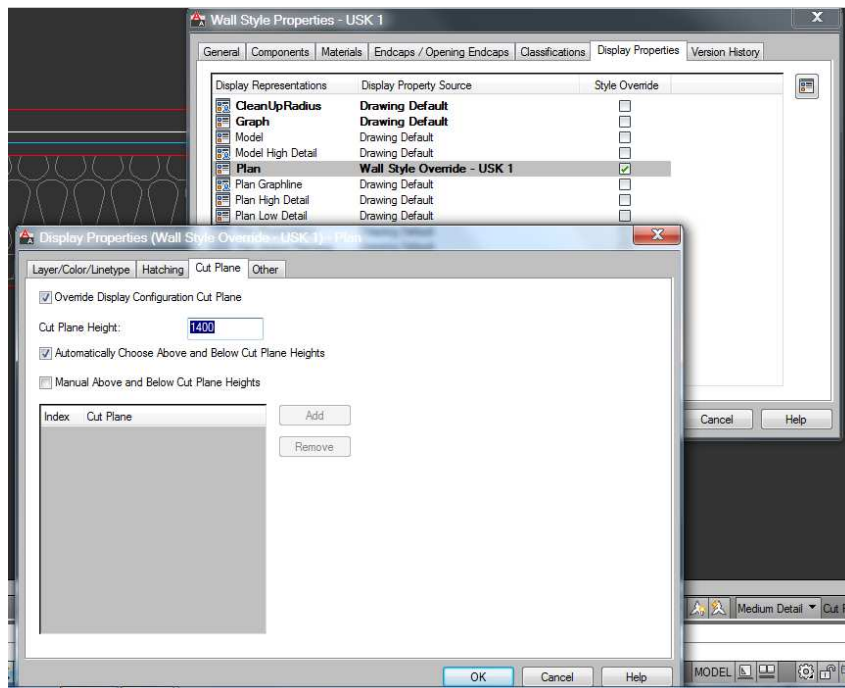 Wall Style Properties - USK 1
X
General Components Materials Endcaps / Opening Endcaps Classifications Display Properties Version History
Display Representations Display Property Source Style Override
CleanUpRadius Drawing Default
Graph Drawing Default
Model Drawing Default
Model High Detail Drawing Default
Plan Wall Style Override - USK 1
Plan Graphline Drawing Default
Plan High Detail Drawing Default
Plan Low Detail Drawing Default
Display Properties (Wall Style Override - USK 1) - Plan
X
Layer/Color/Linetype Hatching Cut Plane Other
Override Display Configuration Cut Plane
Cut Plane Height: 1400
Automatically Choose Above and Below Cut Plane Heights
Manual Above and Below Cut Plane Heights
Index Cut Plane
Add
Remove
Cancel Help
Medium Detail Cut
OK Cancel Help
MODEL